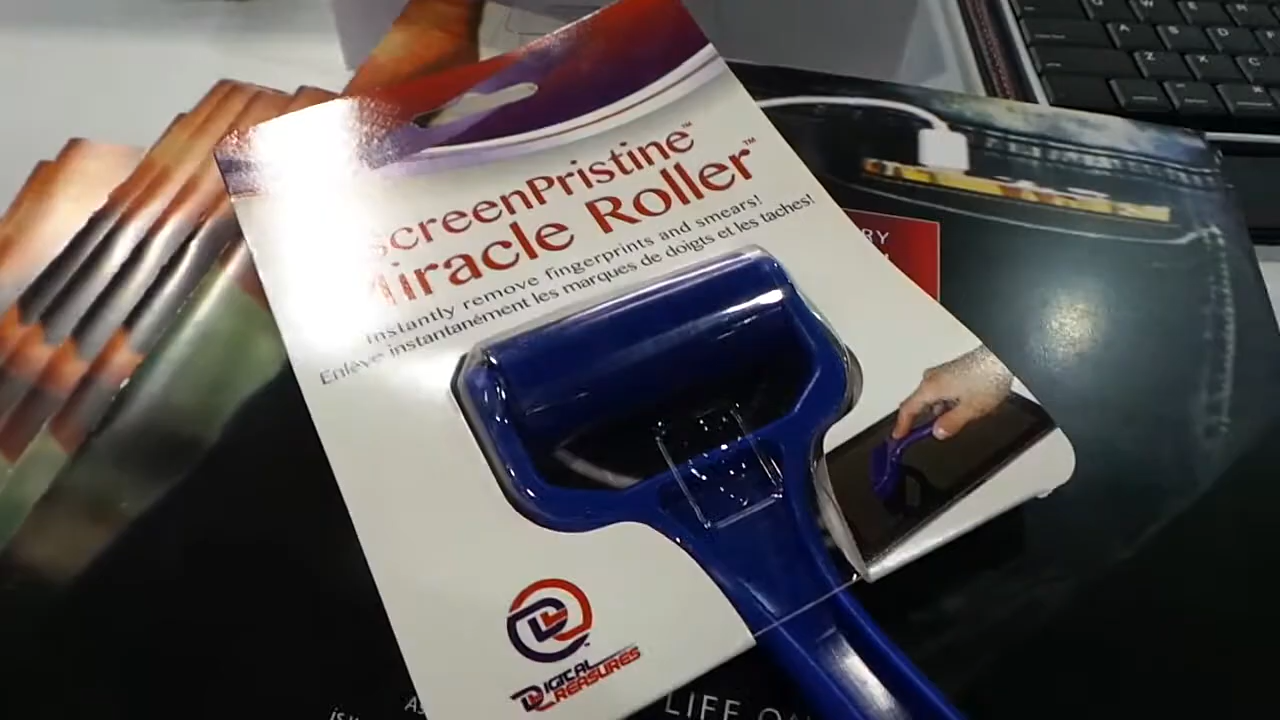 ScreenPristine™
Miracle Roller™
Instantly remove fingerprints and smears!
Enlève instantanément les marques de doigts et les taches!
RY
DIGITAL
TREASURES
LIFE ON